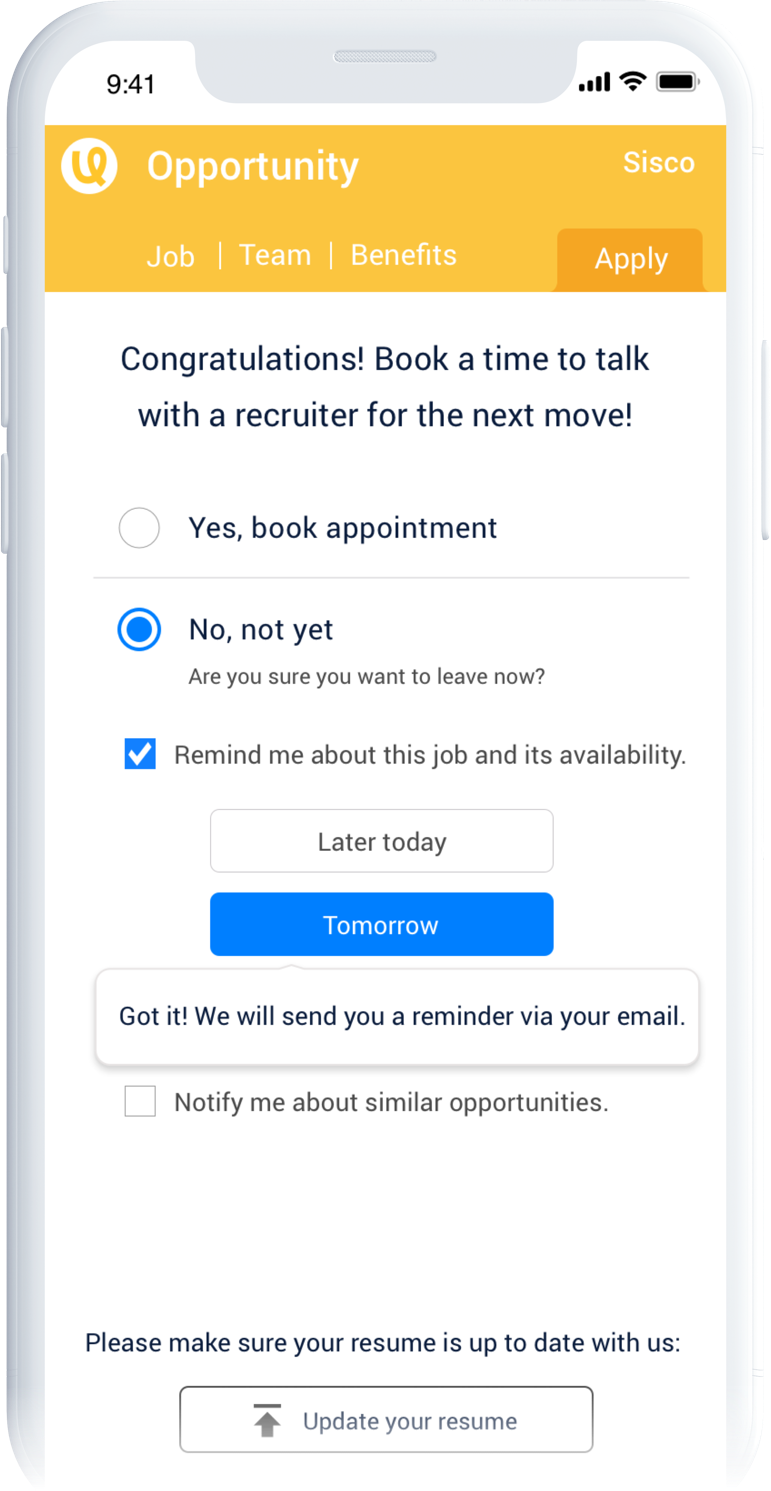 9:41
Opportunity
Sisco
Job | Team | Benefits
Apply
Congratulations! Book a time to talk
with a recruiter for the next move!
Yes, book appointment
No, not yet
Are you sure you want to leave now?
Remind me about this job and its availability.
Later today
Tomorrow
Got it! We will send you a reminder via your email.
Notify me about similar opportunities.
Please make sure your resume is up to date with us:
Update your resume